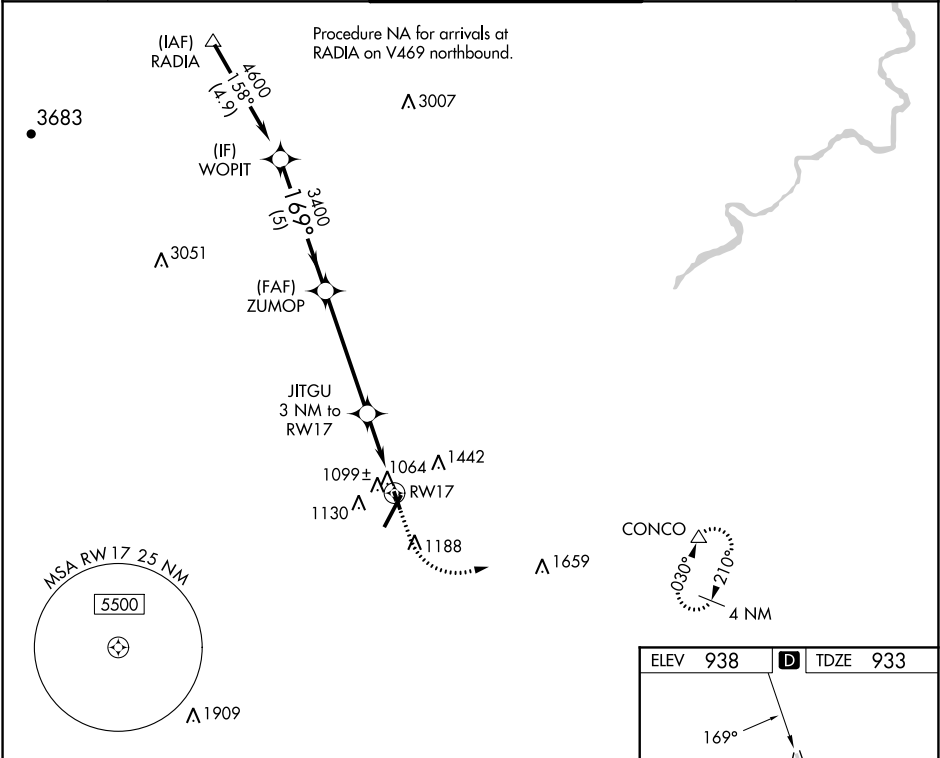 (IAF)
RADIA
Procedure NA for arrivals at
RADIA on V469 northbound.
4600
158°
(4.9)
3007
3683
(IF)
WOPIT
3400
169°
(5)
3051
(FAF)
ZUMOP
JITGU
3 NM to
RW17
1442
1064
1099±
RW17
1130
1188
1659
CONCO
030°
210°
4 NM
MSA RW 17 25 NM
5500
1909
ELEV 938 D TDZE 933
169°